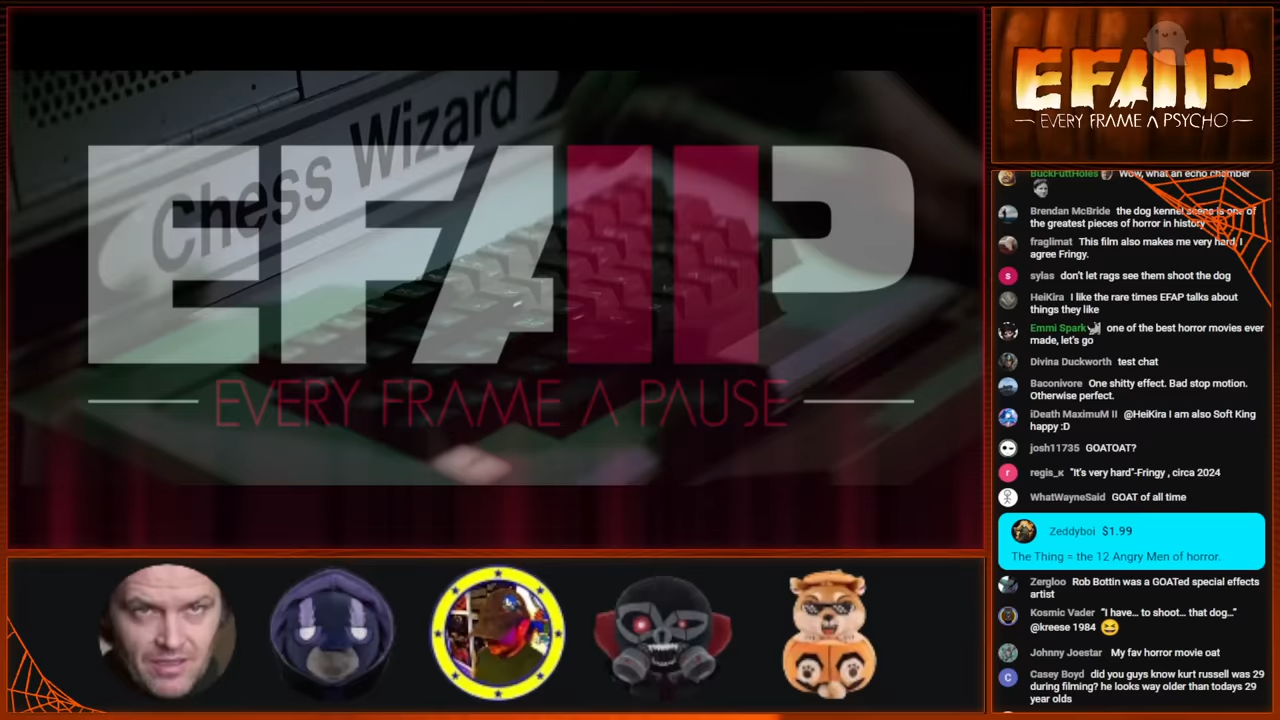 Chess Wizard
EFAP
EVERY FRAME A PAUSE
EFAP
EVERY FRAME A PSYCHO
BuckFuttHoles Wow, what an echo chamber
Brendan McBride the dog kennel scene is one of
the greatest pieces of horror in history
fraglimat This film also makes me very hard, I
agree Fringy.
s
sylas don't let rags see them shoot the dog
HeiKira I like the rare times EFAP talks about
things they like
Emmi Spark one of the best horror movies ever
made, let's go
Divina Duckworth test chat
Baconivore One shitty effect. Bad stop motion.
Otherwise perfect.
iDeath MaximuM II @HeiKira I am also Soft King
happy :D
josh11735 GOATOAT?
r
regis_κ "It's very hard"-Fringy , circa 2024
WhatWayneSaid GOAT of all time
Zeddyboi $1.99
The Thing = the 12 Angry Men of horror.
Zergloo Rob Bottin was a GOATed special effects
artist
Kosmic Vader "I have... to shoot... that dog..."
@kreese 1984
Johnny Joestar My fav horror movie oat
C
Casey Boyd did you guys know kurt russell was 29
during filming? he looks way older than todays 29
year olds